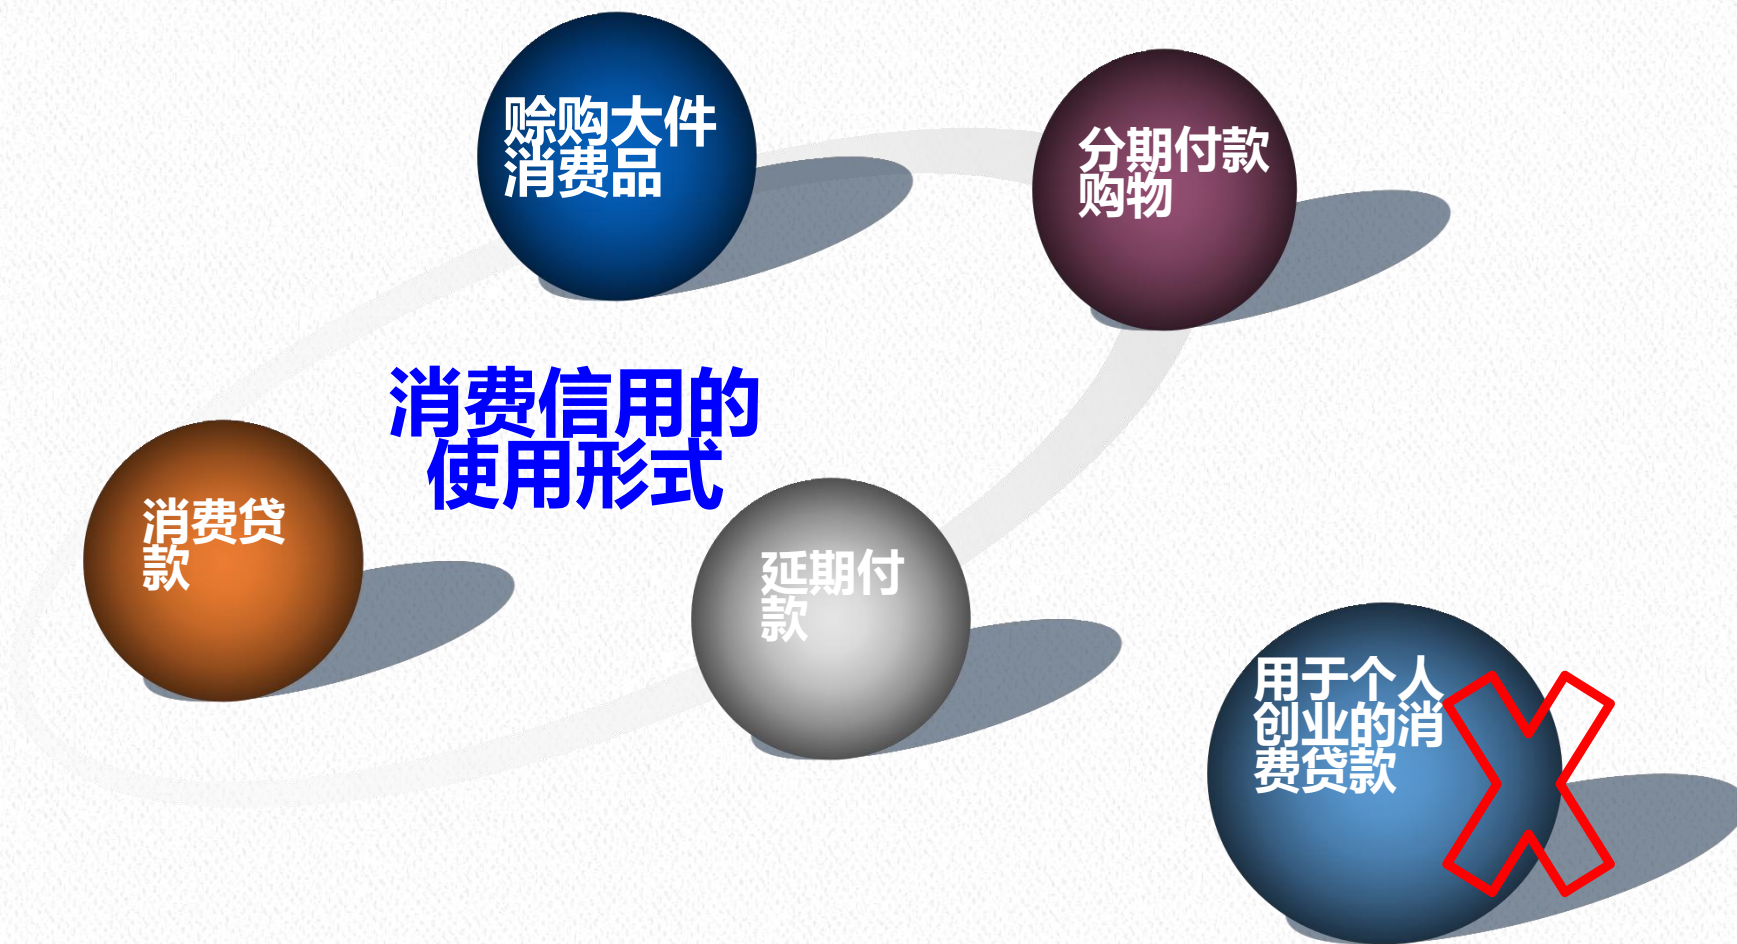 赊购大件
消费品
分期付款
购物
消费信用的
使用形式
消费贷
款
延期付
款
用于个人
创业的消
费贷款